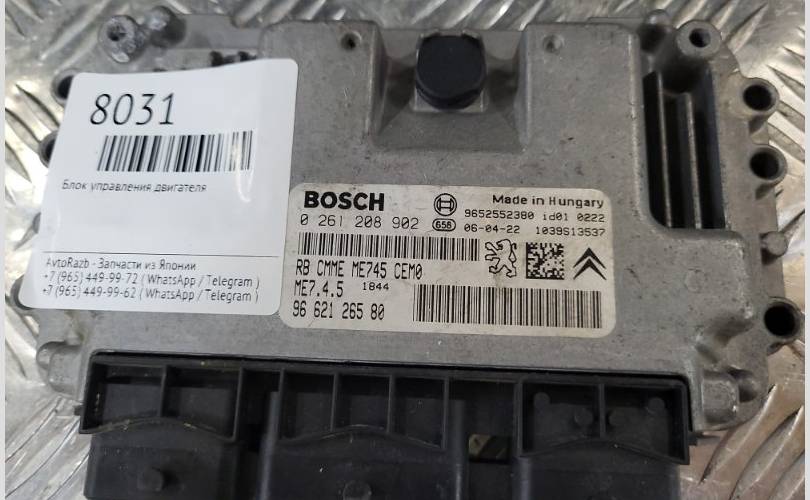 8031
Блок управления двигателя
AvtoRazb - Запчасти из Японии
+7 (965) 449-99-72 ( WhatsApp / Telegram )
+7 (965) 449-99-62 ( WhatsApp / Telegram )
BOSCH
Made in Hungary
9652552380 id01 0222
0 261 208 902 658 06-04-22 1039S13537
RB CMME ME745 CEM0
ME7.4.5 1844
96 621 265 80